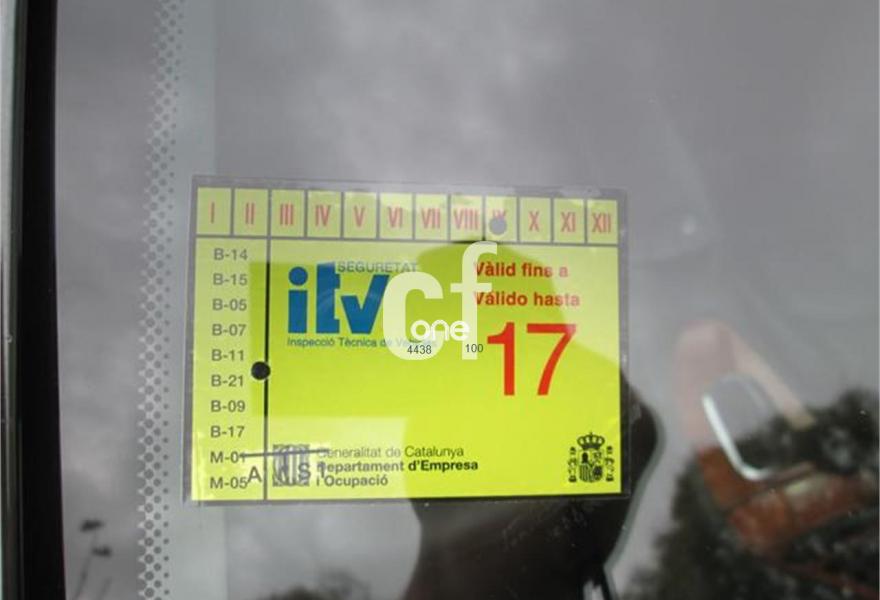 I II III IV V VI VII VIII IX X XI XII
B-14
B-15
B-05
B-07
B-11
B-21
B-09
B-17
M-01
M-05
SEGURETAT
itv
Inspecció Tècnica de
4438 100
Vàlid fins a
Válido hasta
17
cf
one
Generalitat de Catalunya
Departament d'Empresa
i Ocupació
A S 1